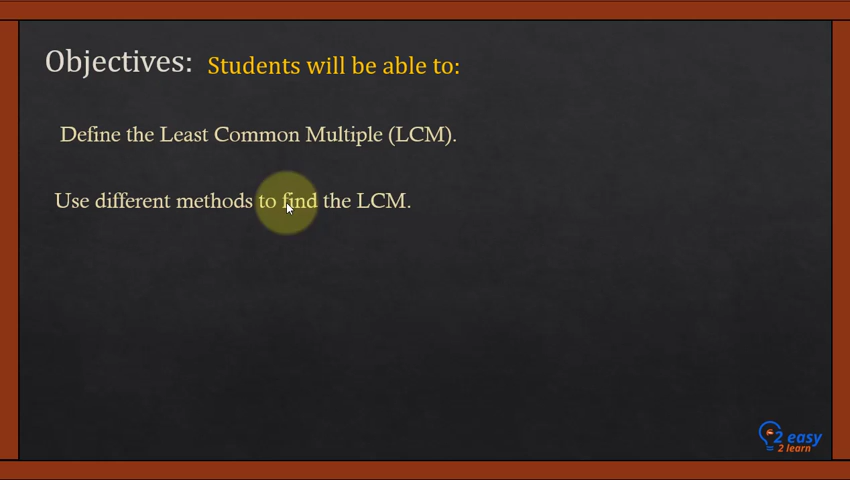 Objectives: Students will be able to:
Define the Least Common Multiple (LCM).
Use different methods to find the LCM.
2 easy
2 learn